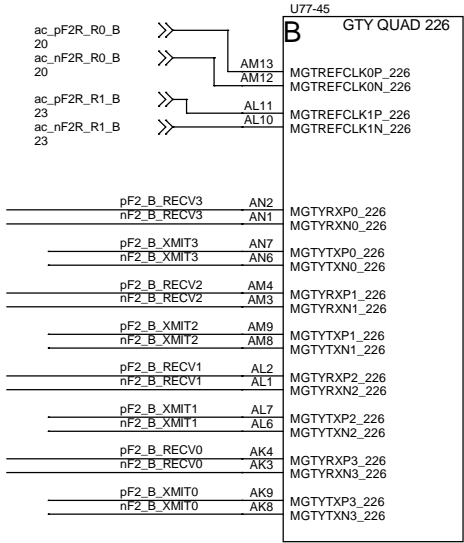 U77-45
B GTY QUAD 226
ac_pF2R_R0_B
20
ac_nF2R_R0_B
20
AM13 MGTREFCLK0P_226
AM12 MGTREFCLK0N_226
ac_pF2R_R1_B
23
ac_nF2R_R1_B
23
AL11 MGTREFCLK1P_226
AL10 MGTREFCLK1N_226
pF2_B_RECV3 AN2 MGTYRXP0_226
nF2_B_RECV3 AN1 MGTYRXN0_226
pF2_B_XMIT3 AN7 MGTYTXP0_226
nF2_B_XMIT3 AN6 MGTYTXN0_226
pF2_B_RECV2 AM4 MGTYRXP1_226
nF2_B_RECV2 AM3 MGTYRXN1_226
pF2_B_XMIT2 AM9 MGTYTXP1_226
nF2_B_XMIT2 AM8 MGTYTXN1_226
pF2_B_RECV1 AL2 MGTYRXP2_226
nF2_B_RECV1 AL1 MGTYRXN2_226
pF2_B_XMIT1 AL7 MGTYTXP2_226
nF2_B_XMIT1 AL6 MGTYTXN2_226
pF2_B_RECV0 AK4 MGTYRXP3_226
nF2_B_RECV0 AK3 MGTYRXN3_226
pF2_B_XMIT0 AK9 MGTYTXP3_226
nF2_B_XMIT0 AK8 MGTYTXN3_226